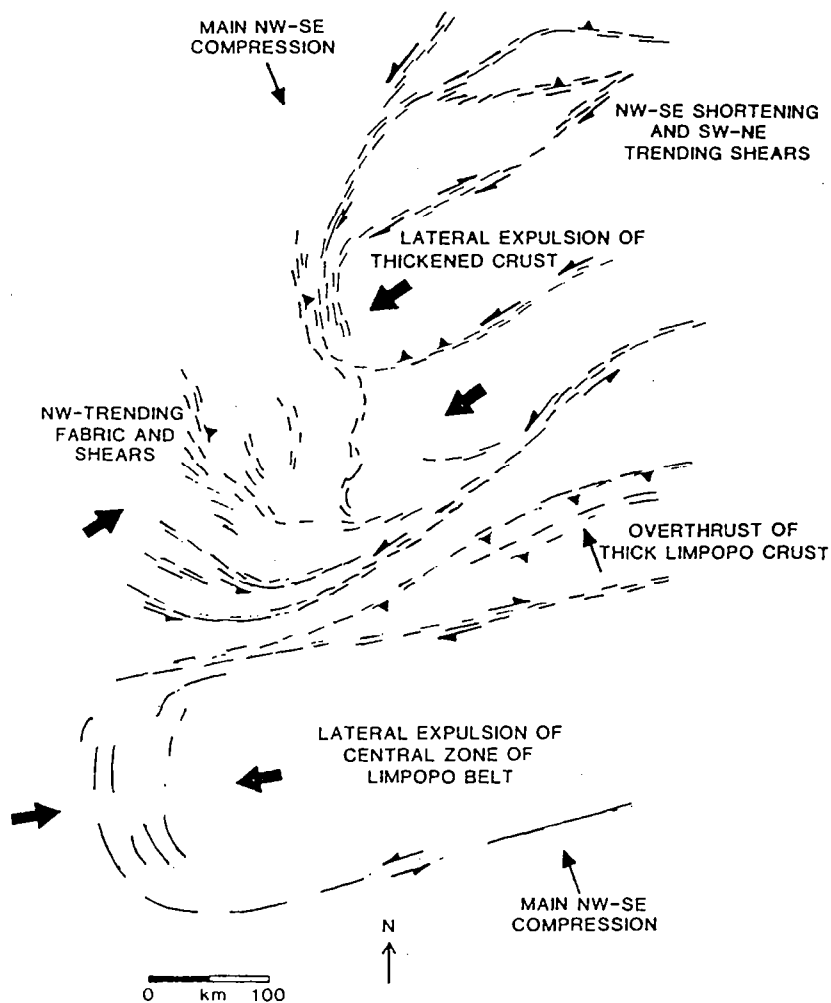 MAIN NW-SE
COMPRESSION
NW-SE SHORTENING
AND SW-NE
TRENDING SHEARS
LATERAL EXPULSION OF
THICKENED CRUST
NW-TRENDING
FABRIC AND
SHEARS
OVERTHRUST OF
THICK LIMPOPO CRUST
LATERAL EXPULSION OF
CENTRAL ZONE OF
LIMPOPO BELT
MAIN NW-SE
COMPRESSION
N
0 km 100